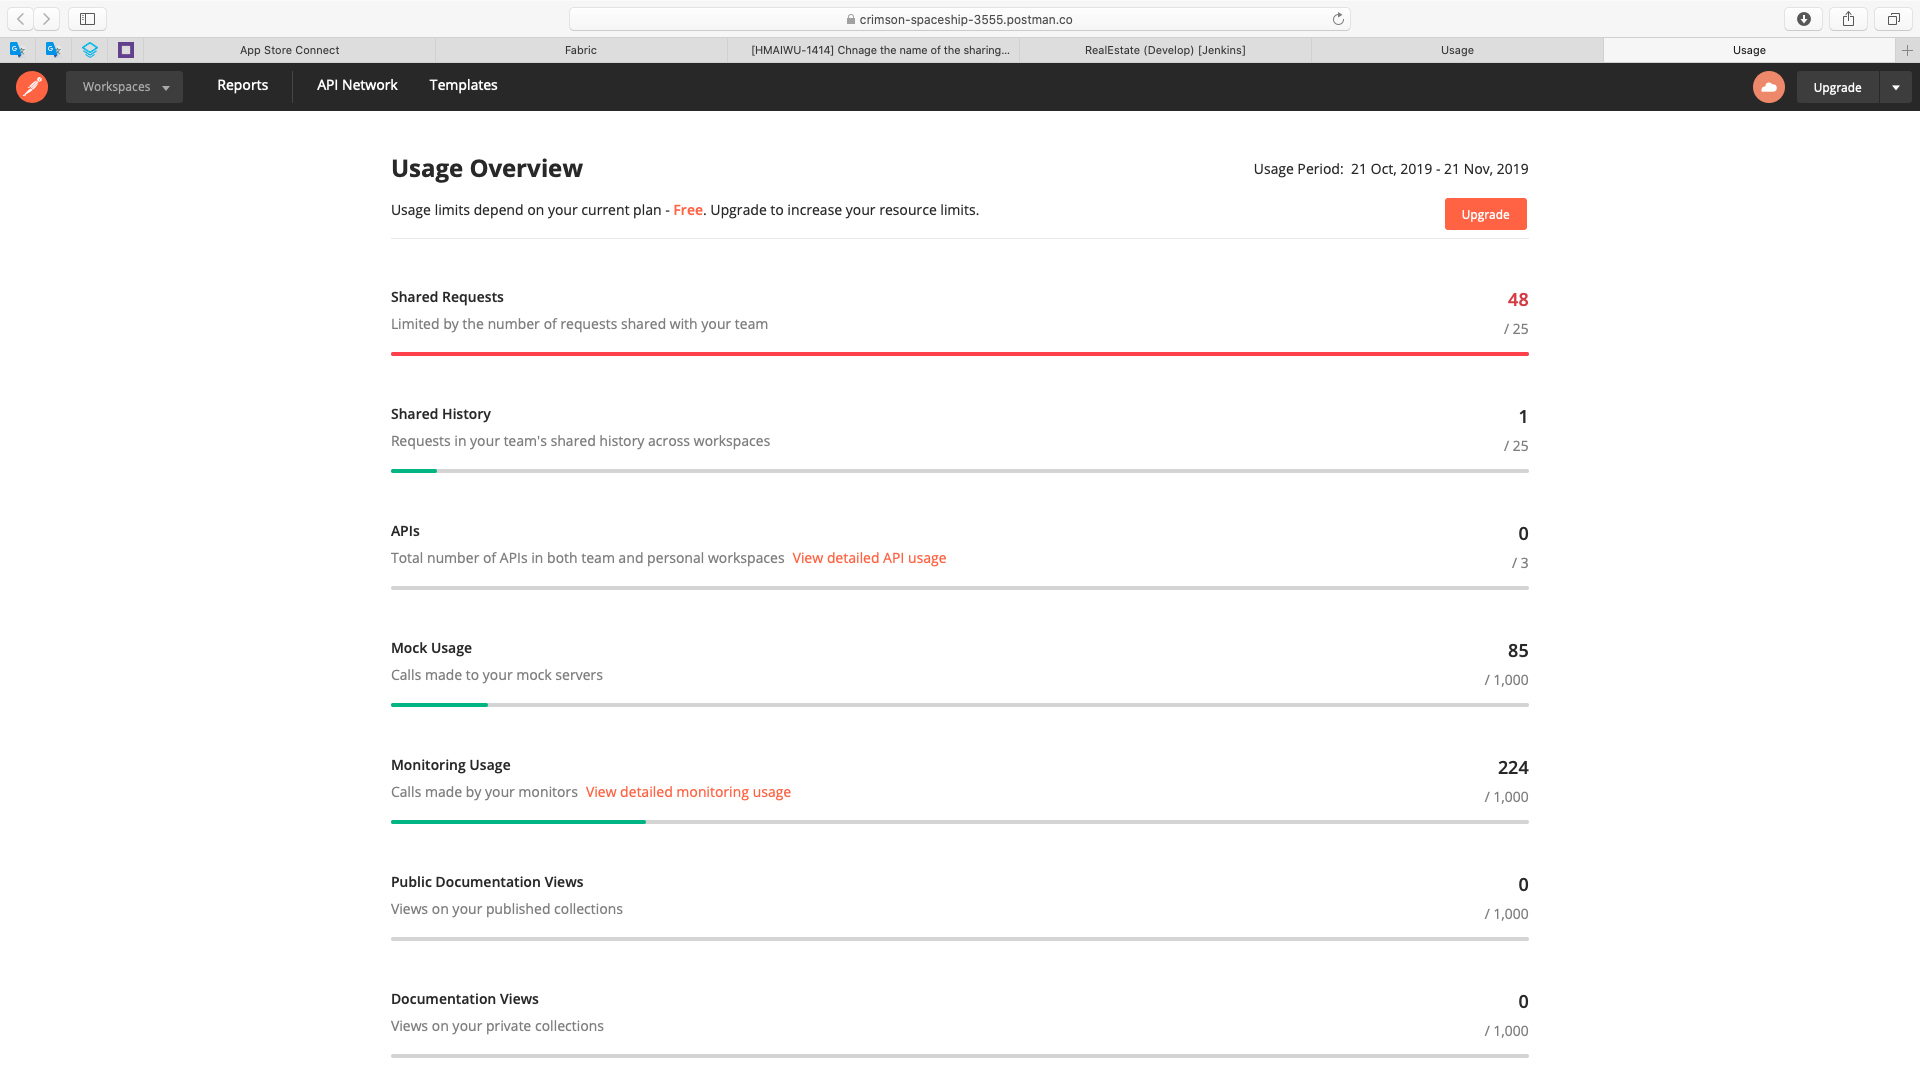 crimson-spaceship-3555.postman.co
App Store Connect
Fabric
[HMAIWU-1414] Chnage the name of the sharing...
RealEstate (Develop) [Jenkins]
Usage
Usage
Workspaces
Reports
API Network
Templates
Upgrade
Usage Overview
Usage Period: 21 Oct, 2019 - 21 Nov, 2019
Usage limits depend on your current plan - Free. Upgrade to increase your resource limits.
Upgrade
Shared Requests
48
Limited by the number of requests shared with your team
/ 25
Shared History
1
Requests in your team's shared history across workspaces
/ 25
APIs
0
Total number of APIs in both team and personal workspaces View detailed API usage
/ 3
Mock Usage
85
Calls made to your mock servers
/ 1,000
Monitoring Usage
224
Calls made by your monitors View detailed monitoring usage
/ 1,000
Public Documentation Views
0
Views on your published collections
/ 1,000
Documentation Views
0
Views on your private collections
/ 1,000